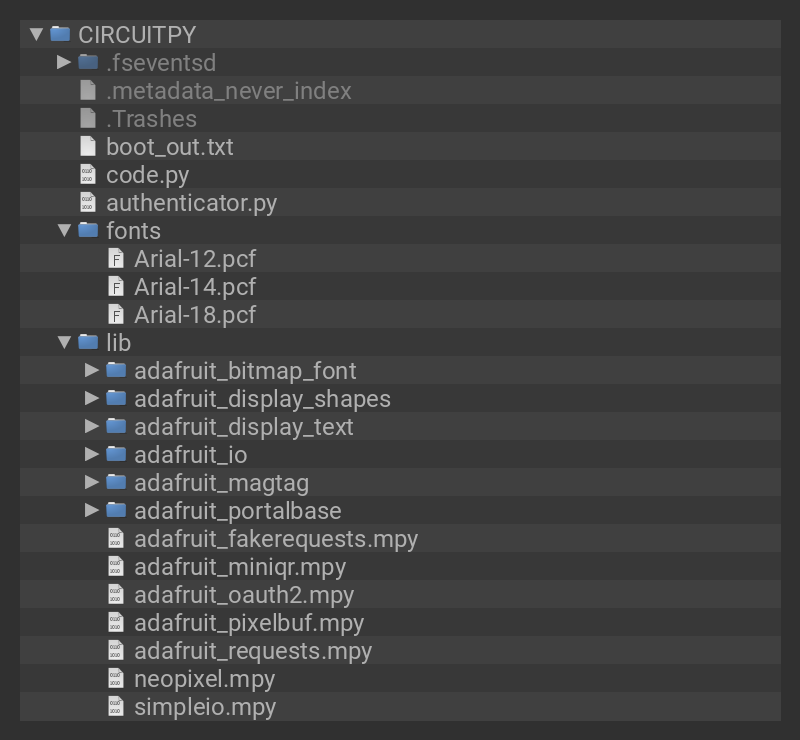 CIRCUITPY
.fseventsd
.metadata_never_index
.Trashes
boot_out.txt
code.py
authenticator.py
fonts
Arial-12.pcf
Arial-14.pcf
Arial-18.pcf
lib
adafruit_bitmap_font
adafruit_display_shapes
adafruit_display_text
adafruit_io
adafruit_magtag
adafruit_portalbase
adafruit_fakerequests.mpy
adafruit_miniqr.mpy
adafruit_oauth2.mpy
adafruit_pixelbuf.mpy
adafruit_requests.mpy
neopixel.mpy
simpleio.mpy